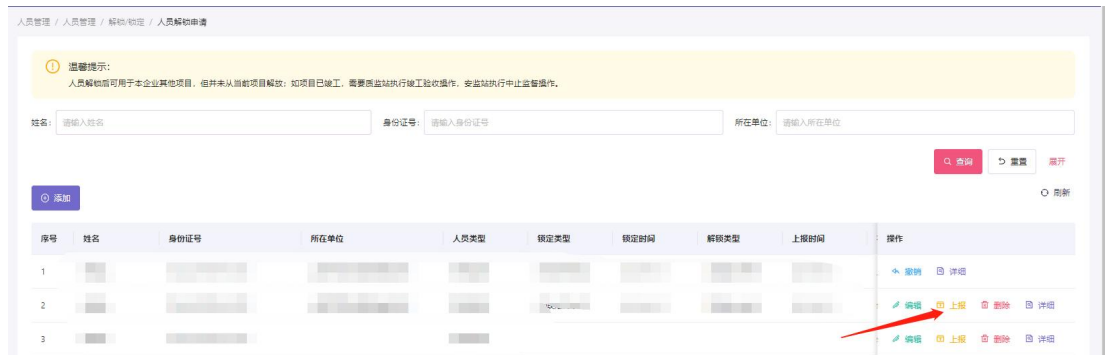 人员管理 / 人员管理 / 解锁/锁定 / 人员解锁申请
温馨提示：
人员解锁后可用于本企业其他项目，但并未从当前项目解放；如项目已竣工，需要质监站执行竣工验收操作，安监站执行中止监督操作。
姓名： 请输入姓名 身份证号： 请输入身份证号 所在单位： 请输入所在单位
查询 重置 展开
添加 刷新
序号 姓名 身份证号 所在单位 人员类型 锁定类型 锁定时间 解锁类型 上报时间 操作
1 撤销 详细
2 编辑 上报 删除 详细
3 编辑 上报 删除 详细